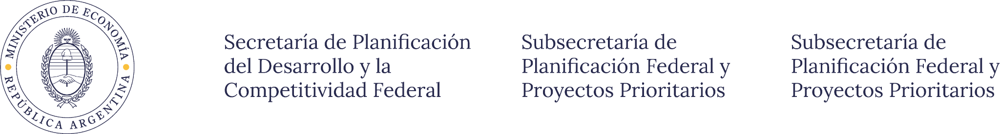 MINISTERIO DE ECONOMÍA
REPÚBLICA ARGENTINA
Secretaría de Planificación
del Desarrollo y la
Competitividad Federal
Subsecretaría de
Planificación Federal y
Proyectos Prioritarios
Subsecretaría de
Planificación Federal y
Proyectos Prioritarios